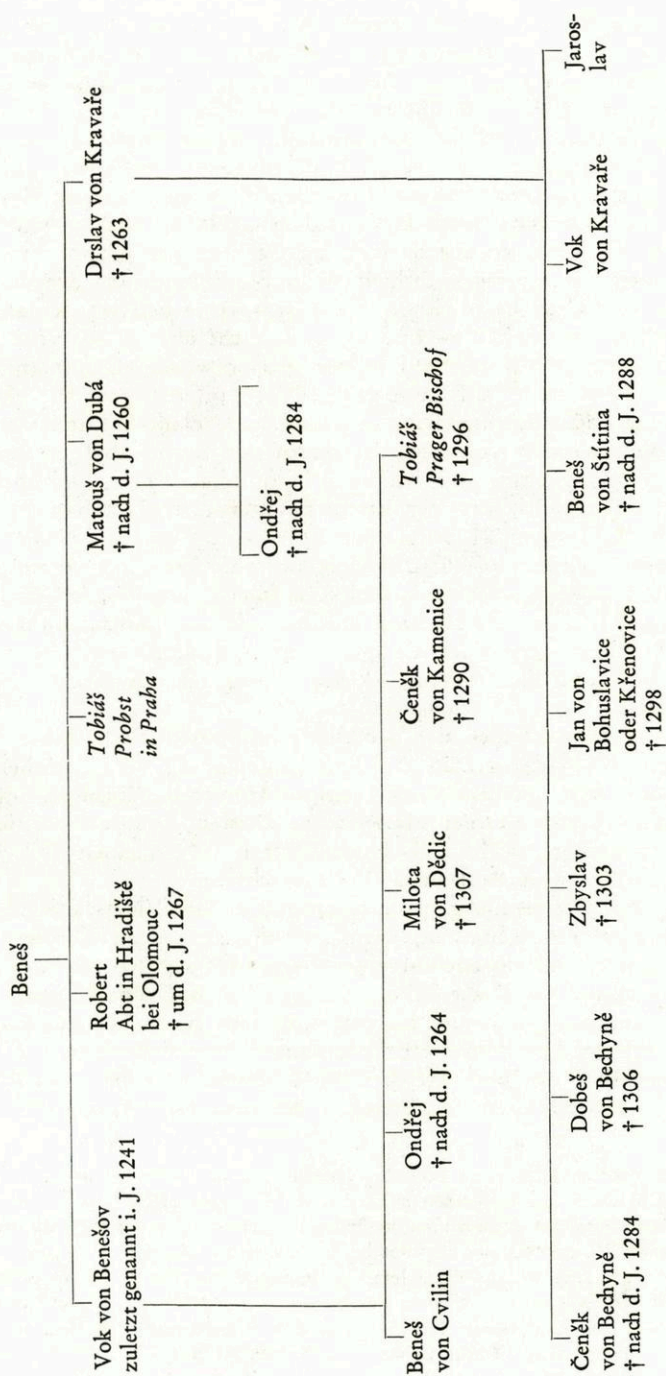 Beneš
Vok von Benešov
zuletzt genannt i. J. 1241
Robert
Abt in Hradiště
bei Olomouc
† um d. J. 1267
Tobiáš
Probst
in Praha
Matouš von Dubá
† nach d. J. 1260
Drslav von Kravaře
† 1263
Ondřej
† nach d. J. 1284
Beneš
von Cvilin
Ondřej
† nach d. J. 1264
Milota
von Dědic
† 1307
Čeněk
von Kamenice
† 1290
Tobiáš
Prager Bischof
† 1296
Čeněk
von Bechyně
† nach d. J. 1284
Dobeš
von Bechyně
† 1306
Zbyslav
† 1303
Jan von
Bohuslavice
oder Křenovice
† 1298
Beneš
von Štítina
† nach d. J. 1288
Vok
von Kravaře
Jaros-
lav